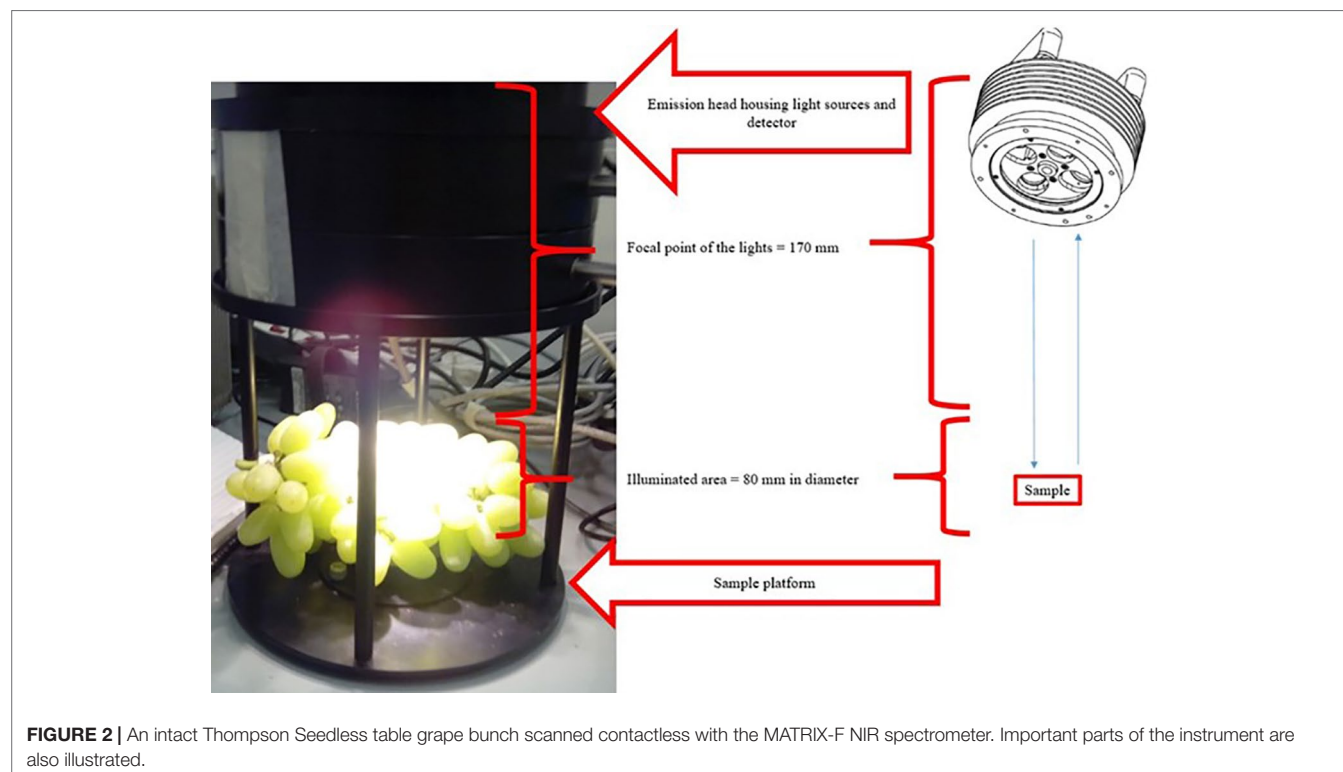 Emission head housing light sources and
detector
Focal point of the lights = 170 mm
Illuminated area = 80 mm in diameter
Sample
Sample platform
FIGURE 2 | An intact Thompson Seedless table grape bunch scanned contactless with the MATRIX-F NIR spectrometer. Important parts of the instrument are
also illustrated.